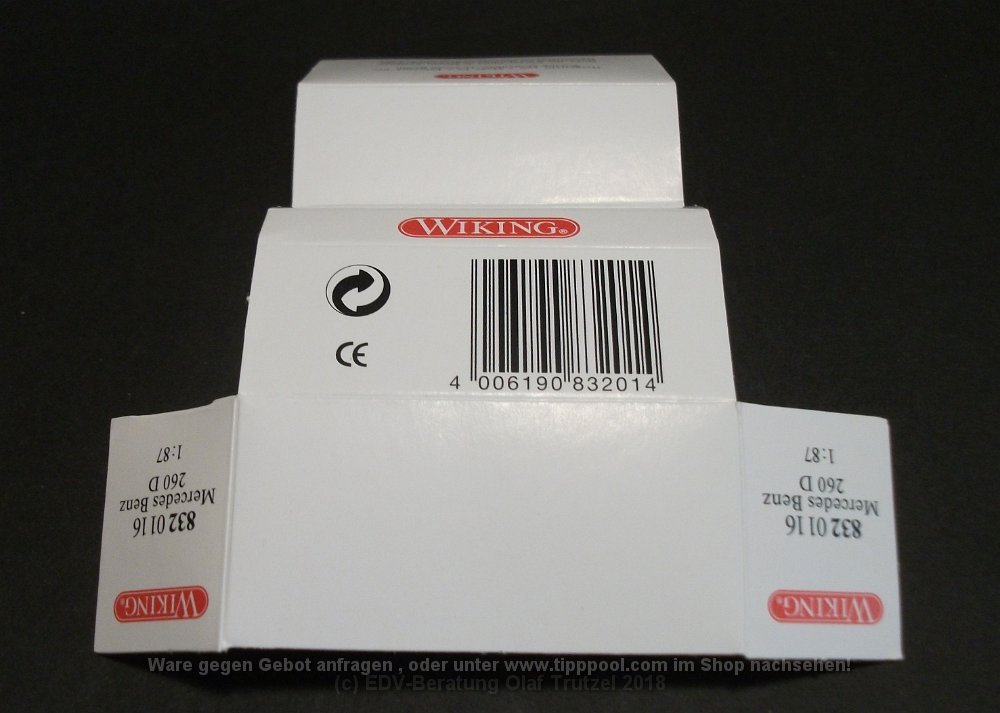 WIKING
WIKING®
CE
4 006190 832014
1:87
260 D
Mercedes Benz
832 01 16
WIKING®
1:87
260 D
Mercedes Benz
832 01 16
WIKING®
Ware gegen Gebot anfragen , oder unter www.tipppool.com im Shop nachsehen!
(c) EDV-Beratung Olaf Trutzel 2018